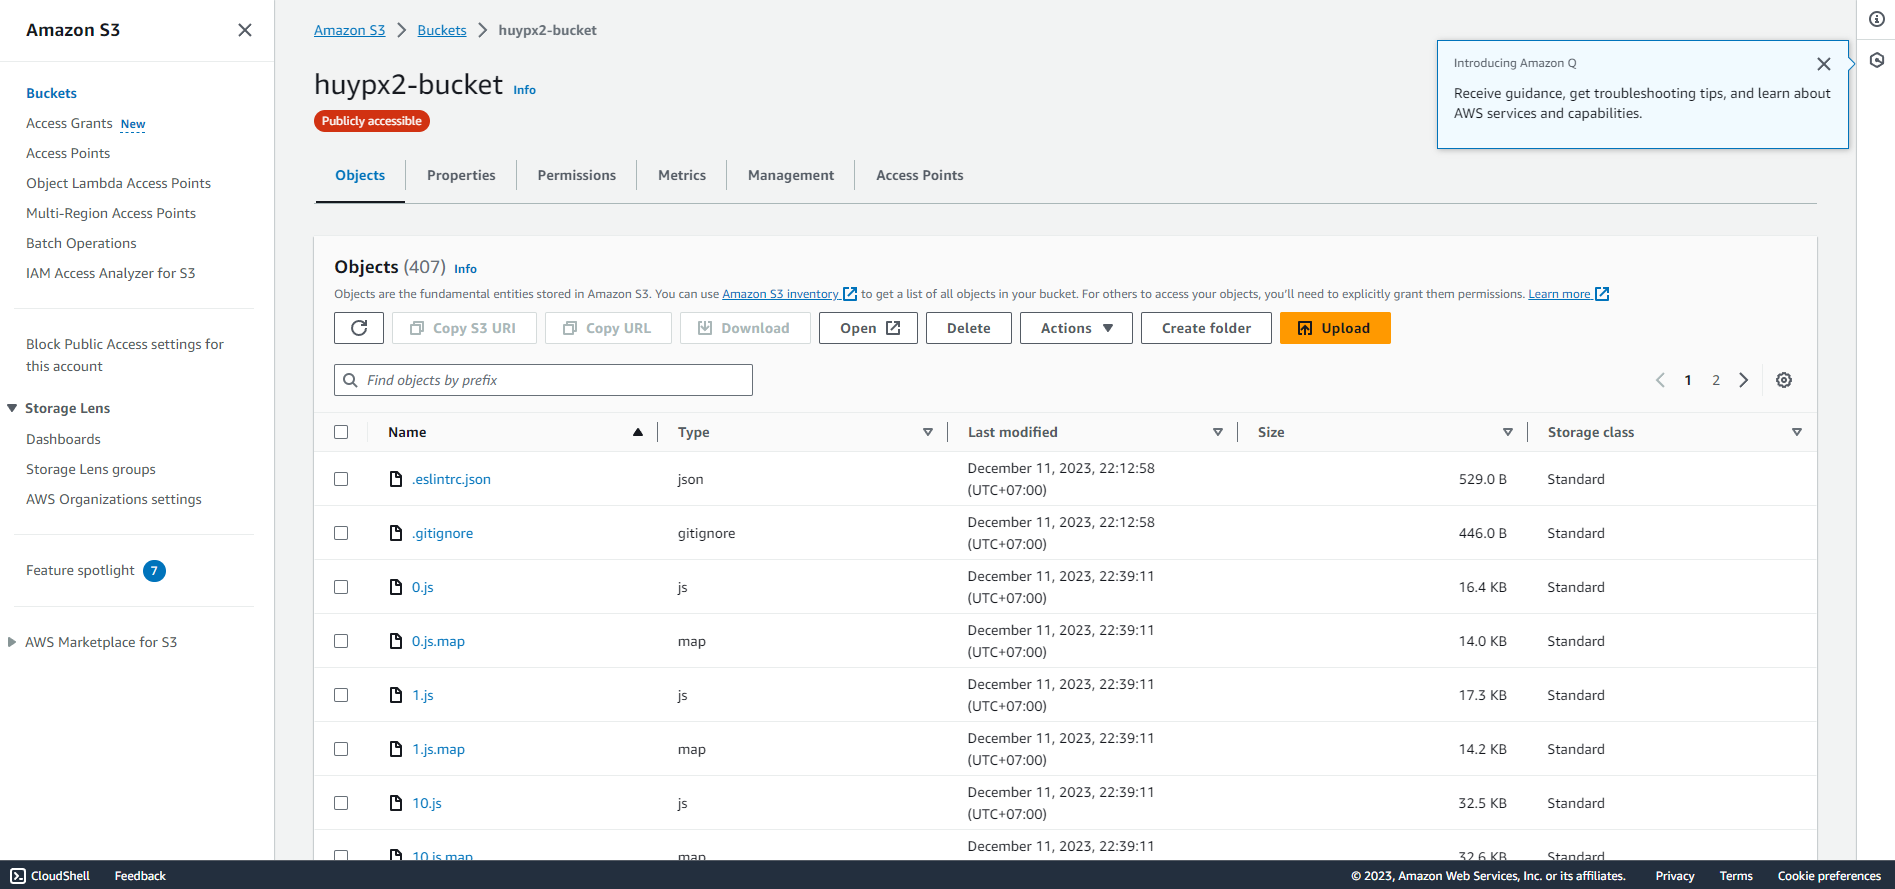 Amazon S3
Buckets
Access Grants New
Access Points
Object Lambda Access Points
Multi-Region Access Points
Batch Operations
IAM Access Analyzer for S3
Block Public Access settings for
this account
Storage Lens
Dashboards
Storage Lens groups
AWS Organizations settings
Feature spotlight 7
AWS Marketplace for S3
Amazon S3 > Buckets > huypx2-bucket
huypx2-bucket Info
Publicly accessible
Introducing Amazon Q
Receive guidance, get troubleshooting tips, and learn about
AWS services and capabilities.
Objects Properties Permissions Metrics Management Access Points
Objects (407) Info
Objects are the fundamental entities stored in Amazon S3. You can use Amazon S3 inventory to get a list of all objects in your bucket. For others to access your objects, you'll need to explicitly grant them permissions. Learn more
Copy S3 URI Copy URL Download Open Delete Actions Create folder Upload
Find objects by prefix
1 2
Name Type Last modified Size Storage class
.eslintrc.json json December 11, 2023, 22:12:58 (UTC+07:00) 529.0 B Standard
.gitignore gitignore December 11, 2023, 22:12:58 (UTC+07:00) 446.0 B Standard
0.js js December 11, 2023, 22:39:11 (UTC+07:00) 16.4 KB Standard
0.js.map map December 11, 2023, 22:39:11 (UTC+07:00) 14.0 KB Standard
1.js js December 11, 2023, 22:39:11 (UTC+07:00) 17.3 KB Standard
1.js.map map December 11, 2023, 22:39:11 (UTC+07:00) 14.2 KB Standard
10.js js December 11, 2023, 22:39:11 (UTC+07:00) 32.5 KB Standard
10.js.map map December 11, 2023, 22:39:11 32.6 KB Standard
CloudShell Feedback © 2023, Amazon Web Services, Inc. or its affiliates. Privacy Terms Cookie preferences